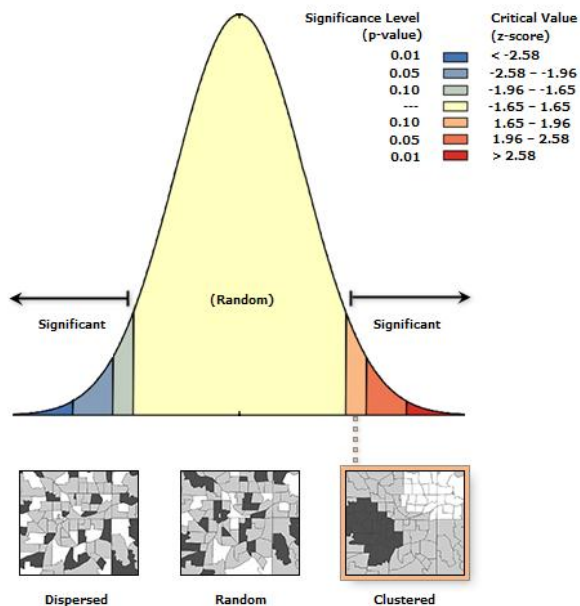 Significance Level Critical Value
(p-value) (z-score)
0.01 < -2.58
0.05 -2.58 – -1.96
0.10 -1.96 – -1.65
--- -1.65 – 1.65
0.10 1.65 – 1.96
0.05 1.96 – 2.58
0.01 > 2.58
(Random)
Significant Significant
Dispersed Random Clustered